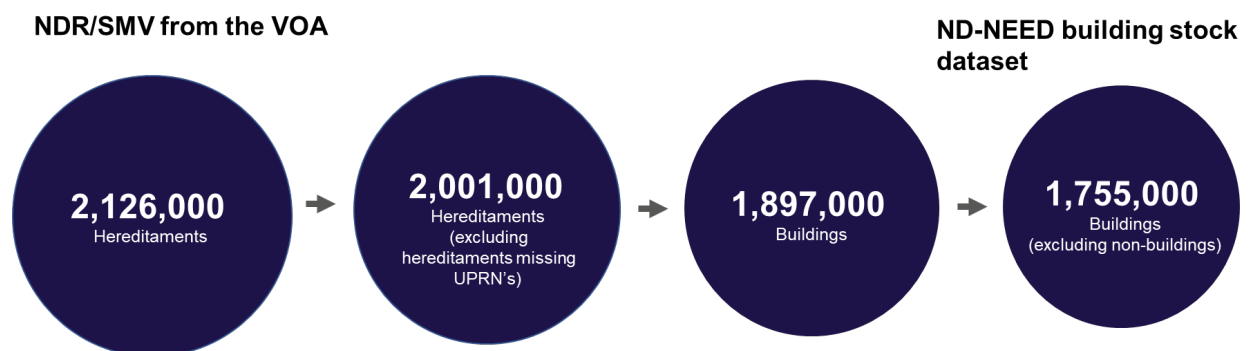 NDR/SMV from the VOA
ND-NEED building stock
dataset
2,126,000
Hereditaments
2,001,000
Hereditaments
(excluding
hereditaments missing
UPRN's)
1,897,000
Buildings
1,755,000
Buildings
(excluding non-buildings)